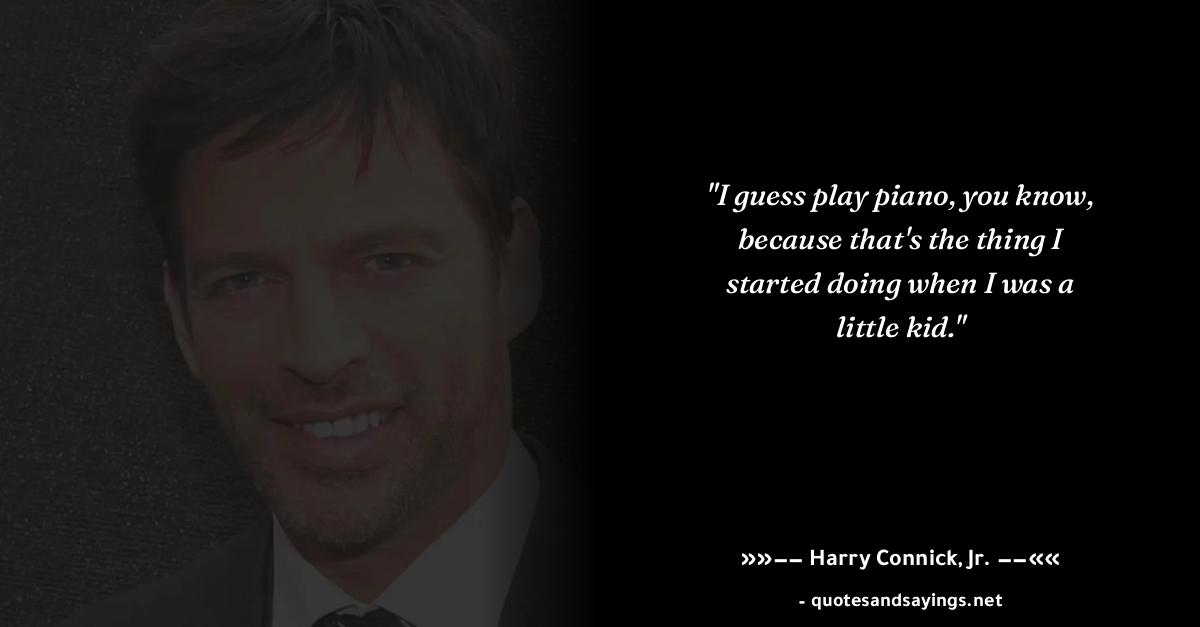 "I guess play piano, you know,
because that's the thing I
started doing when I was a
little kid."
»»–– Harry Connick, Jr. ––««
- quotesandsayings.net